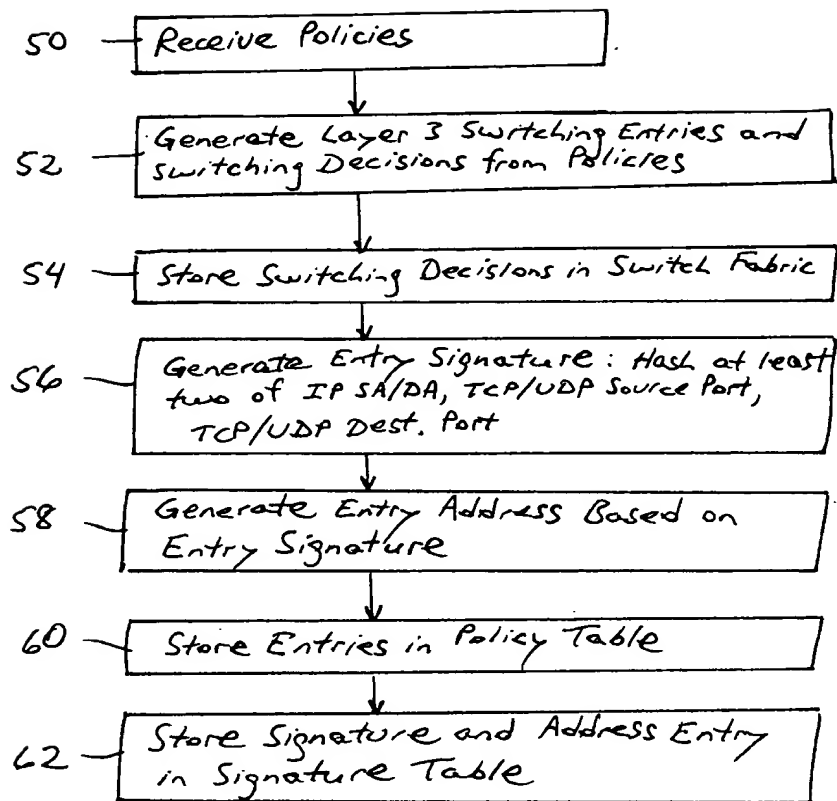 50 Receive Policies
52 Generate Layer 3 Switching Entries and
switching Decisions from Policies
54 Store Switching Decisions in Switch Fabric
56 Generate Entry Signature: Hash at least
two of IP SA/DA, TCP/UDP Source Port,
TCP/UDP Dest. Port
58 Generate Entry Address Based on
Entry Signature
60 Store Entries in Policy Table
62 Store Signature and Address Entry
in Signature Table